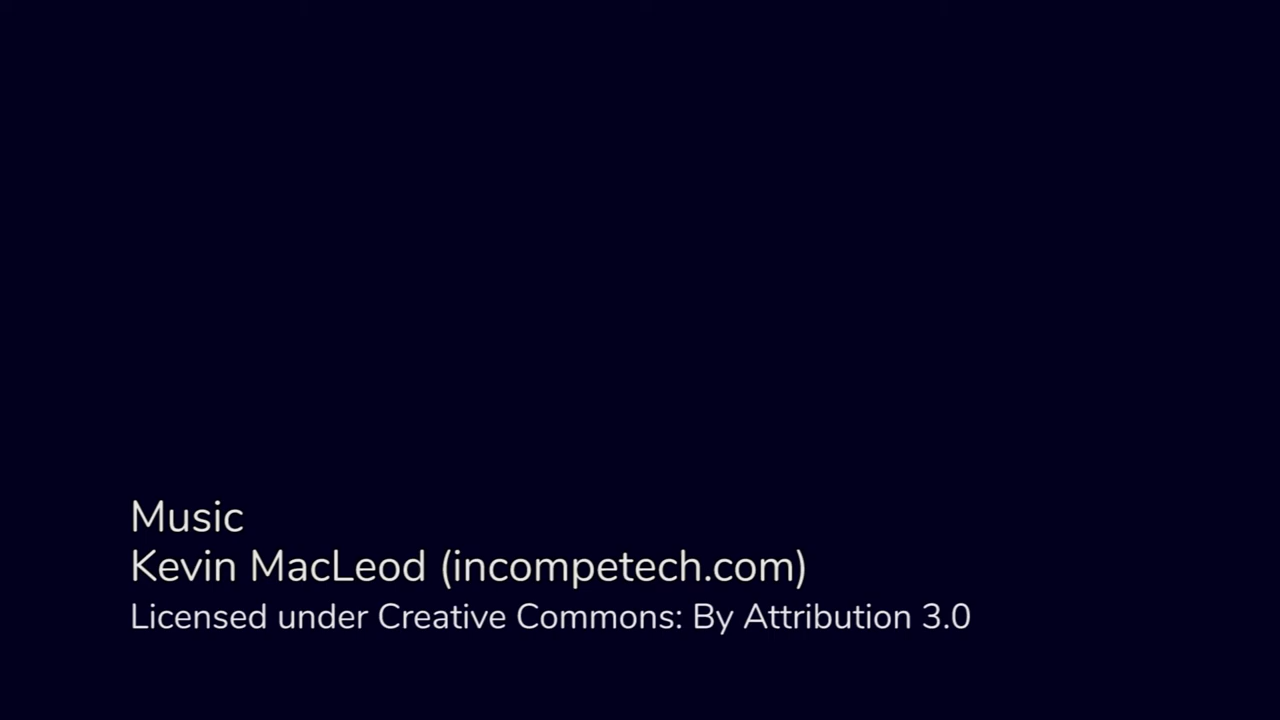 Music
Kevin MacLeod (incompetech.com)
Licensed under Creative Commons: By Attribution 3.0